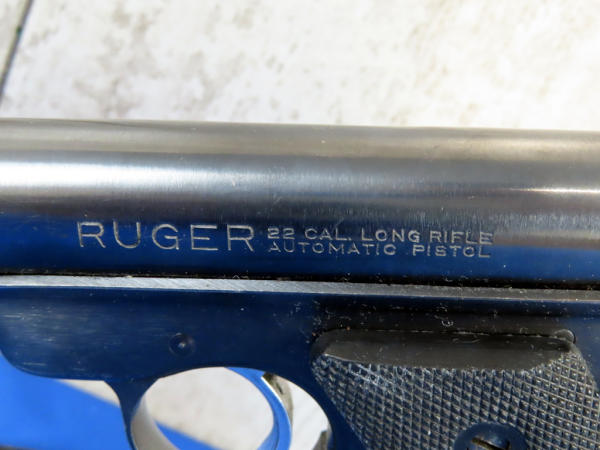 RUGER
22 CAL. LONG RIFLE
AUTOMATIC PISTOL